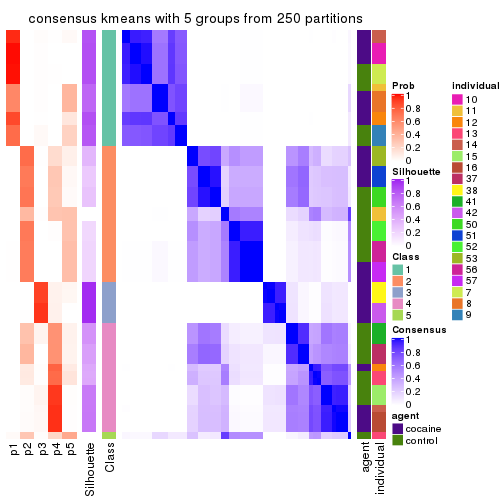 consensus kmeans with 5 groups from 250 partitions
Prob
1
0.8
0.6
0.4
0.2
0
Silhouette
1
0.8
0.6
0.4
0.2
0
Class
1
2
3
4
5
Consensus
1
0.8
0.6
0.4
0.2
0
agent
cocaine
control
individual
10
11
12
13
14
15
16
37
38
41
42
50
51
52
53
56
57
7
8
9
p1
p2
p3
p4
p5
Silhouette
Class
agent
individual